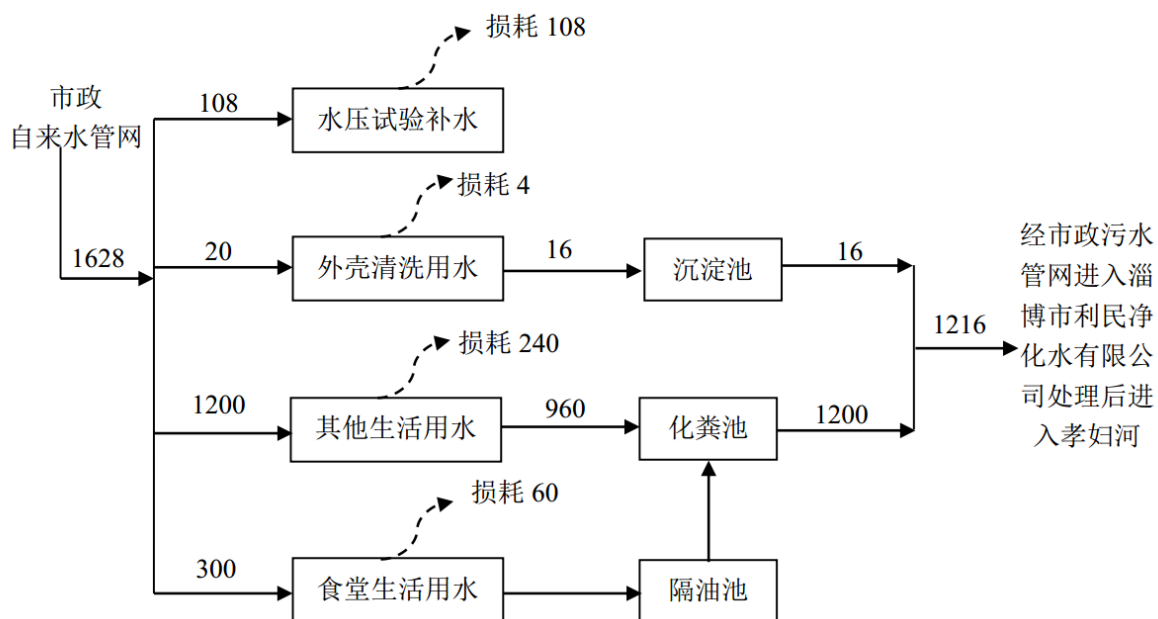 损耗 108
市政
自来水管网
108
水压试验补水
损耗 4
1628
20
外壳清洗用水
16
沉淀池
16
经市政污水
管网进入淄
博市利民净
化水有限公
司处理后进
入孝妇河
1216
损耗 240
1200
其他生活用水
960
化粪池
1200
损耗 60
300
食堂生活用水
隔油池